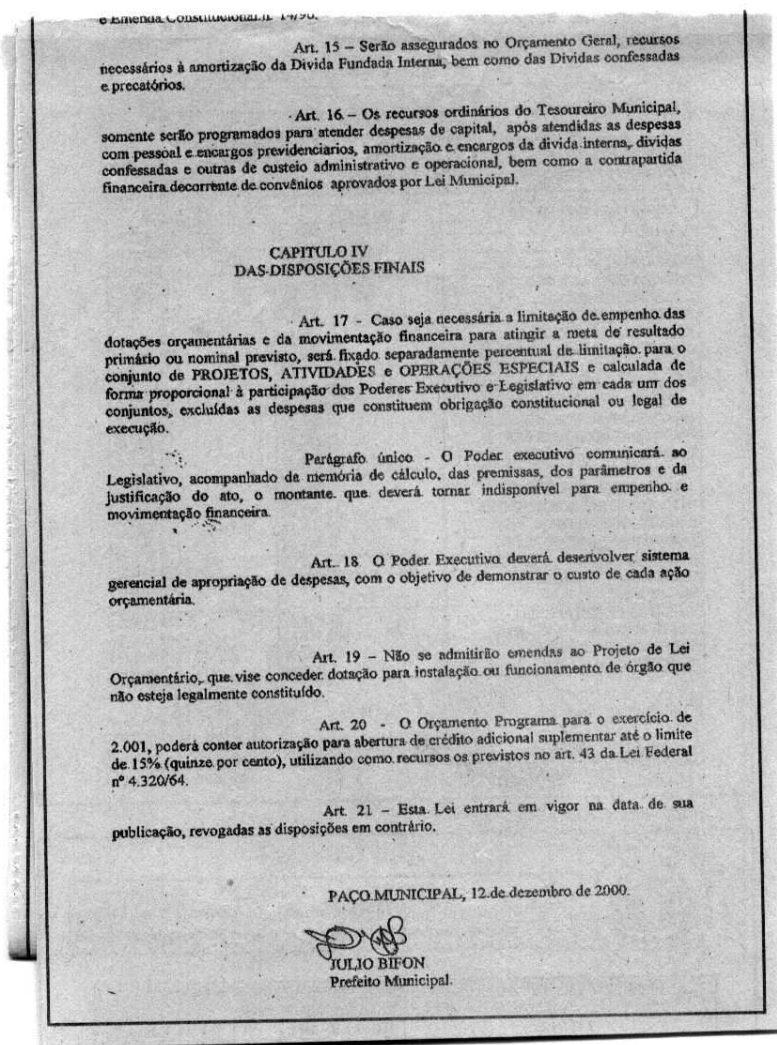 e Emenda Constitucional n. 14/96.
Art. 15 – Serão assegurados no Orçamento Geral, recursos
necessários à amortização da Divida Fundada Interna, bem como das Dividas confessadas
e precatórios.
Art. 16 – Os recursos ordinários do Tesoureiro Municipal,
somente serão programados para atender despesas de capital, após atendidas as despesas
com pessoal e encargos previdenciarios, amortização e encargos da divida interna, dividas
confessadas e outras de custeio administrativo e operacional, bem como a contrapartida
financeira decorrente de convênios aprovados por Lei Municipal.
CAPITULO IV
DAS DISPOSIÇÕES FINAIS
Art. 17 - Caso seja necessária a limitação de empenho das
dotações orçamentárias e da movimentação financeira para atingir a meta de resultado
primário ou nominal previsto, será fixado separadamente percentual de limitação para o
conjunto de PROJETOS, ATIVIDADES e OPERAÇÕES ESPECIAIS e calculada de
forma proporcional à participação dos Poderes Executivo e Legislativo em cada um dos
conjuntos, excluídas as despesas que constituem obrigação constitucional ou legal de
execução.
Parágrafo único - O Poder executivo comunicará ao
Legislativo, acompanhado da memória de cálculo, das premissas, dos parâmetros e da
justificação do ato, o montante que deverá tornar indisponível para empenho e
movimentação financeira.
Art. 18 O Poder Executivo deverá desenvolver sistema
gerencial de apropriação de despesas, com o objetivo de demonstrar o custo de cada ação
orçamentária.
Art. 19 – Não se admitirão emendas ao Projeto de Lei
Orçamentário, que vise conceder dotação para instalação ou funcionamento de órgão que
não esteja legalmente constituído.
Art. 20 - O Orçamento Programa para o exercício de
2.001, poderá conter autorização para abertura de crédito adicional suplementar até o limite
de 15% (quinze por cento), utilizando como recursos os previstos no art. 43 da Lei Federal
nº 4.320/64.
Art. 21 – Esta Lei entrará em vigor na data de sua
publicação, revogadas as disposições em contrário.
PAÇO MUNICIPAL, 12 de dezembro de 2000.
JULIO BIFON
Prefeito Municipal.